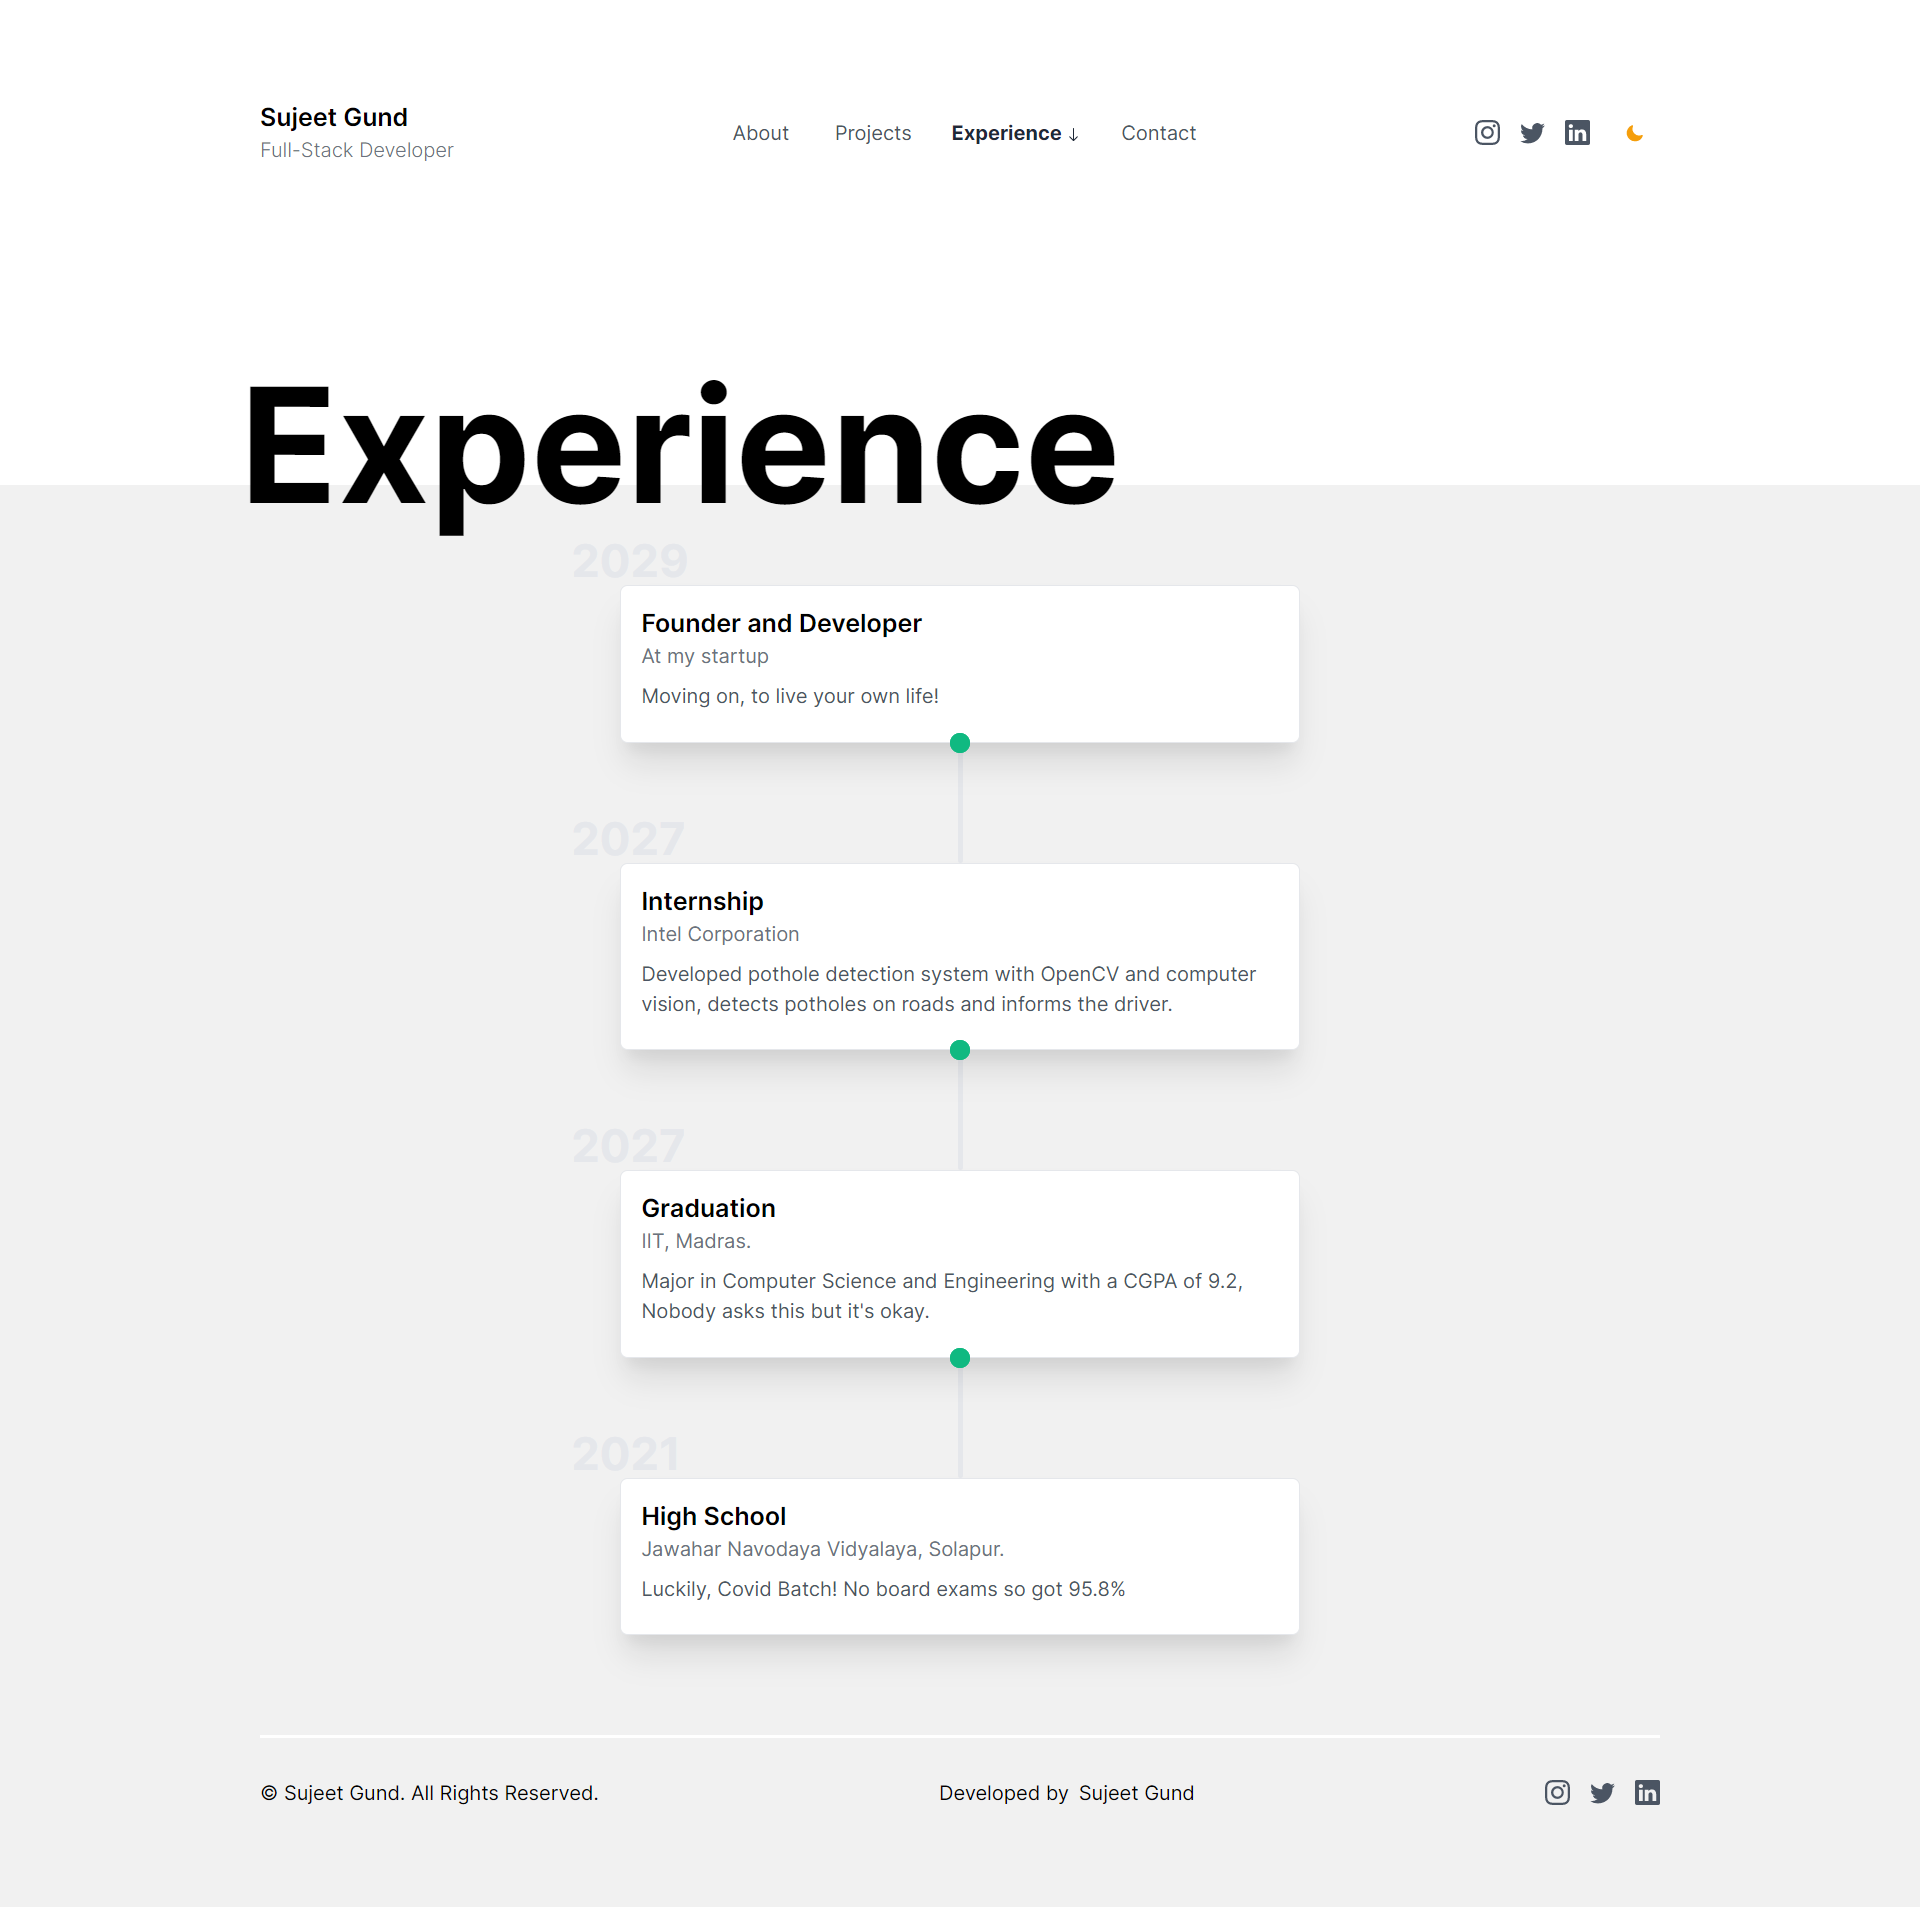 Sujeet Gund
Full-Stack Developer
About
Projects
Experience ↓
Contact
Experience
2029
Founder and Developer
At my startup
Moving on, to live your own life!
2027
Internship
Intel Corporation
Developed pothole detection system with OpenCV and computer
vision, detects potholes on roads and informs the driver.
2027
Graduation
IIT, Madras.
Major in Computer Science and Engineering with a CGPA of 9.2,
Nobody asks this but it's okay.
2021
High School
Jawahar Navodaya Vidyalaya, Solapur.
Luckily, Covid Batch! No board exams so got 95.8%
© Sujeet Gund. All Rights Reserved.
Developed by Sujeet Gund